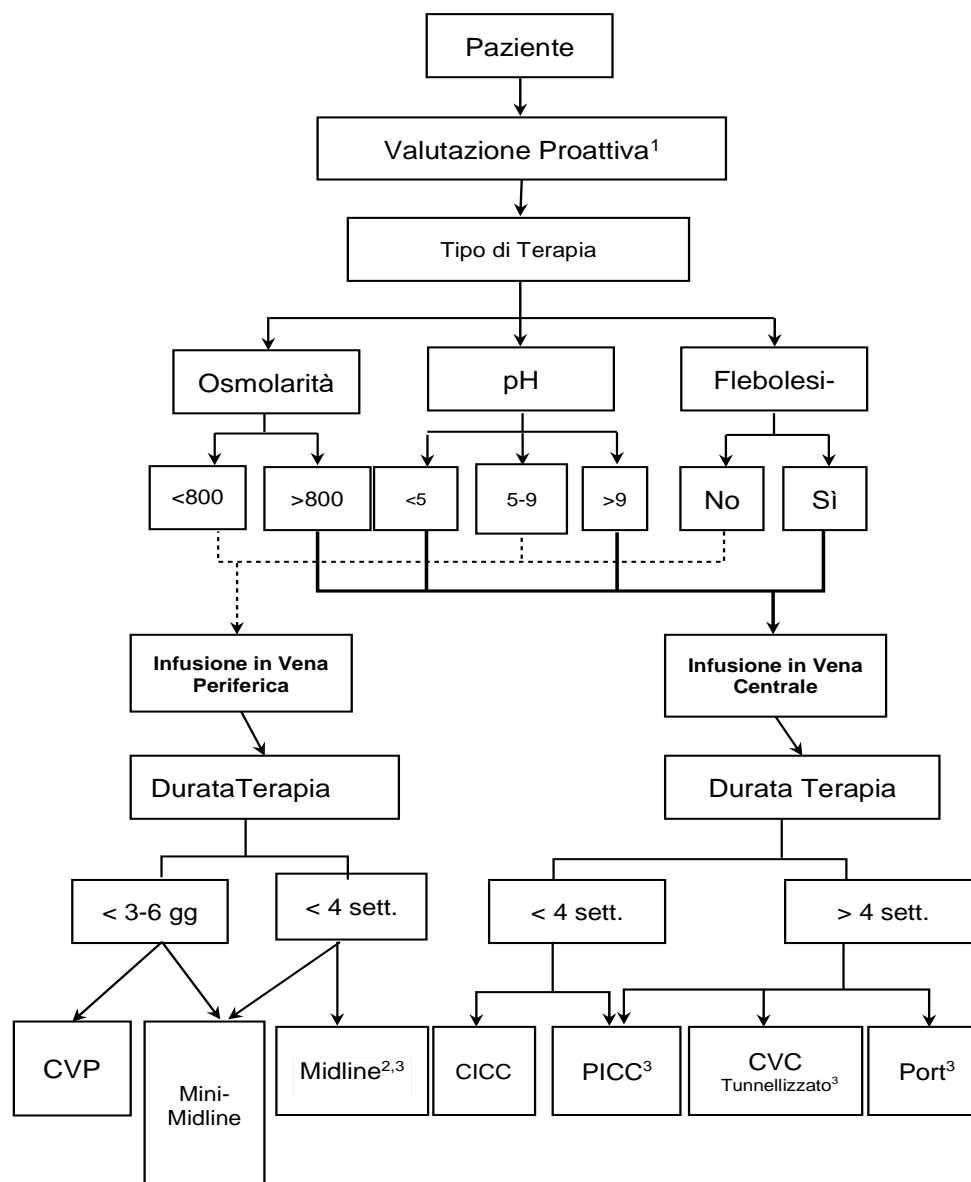 Paziente
Valutazione Proattiva¹
Tipo di Terapia
Osmolarità
pH
Flebolesi-
<800
>800
<5
5-9
>9
No
Sì
Infusione in Vena
Periferica
Infusione in Vena
Centrale
DurataTerapia
Durata Terapia
< 3-6 gg
< 4 sett.
< 4 sett.
> 4 sett.
CVP
Mini-
Midline
Midline²,³
CICC
PICC³
CVC
Tunnellizzato³
Port³